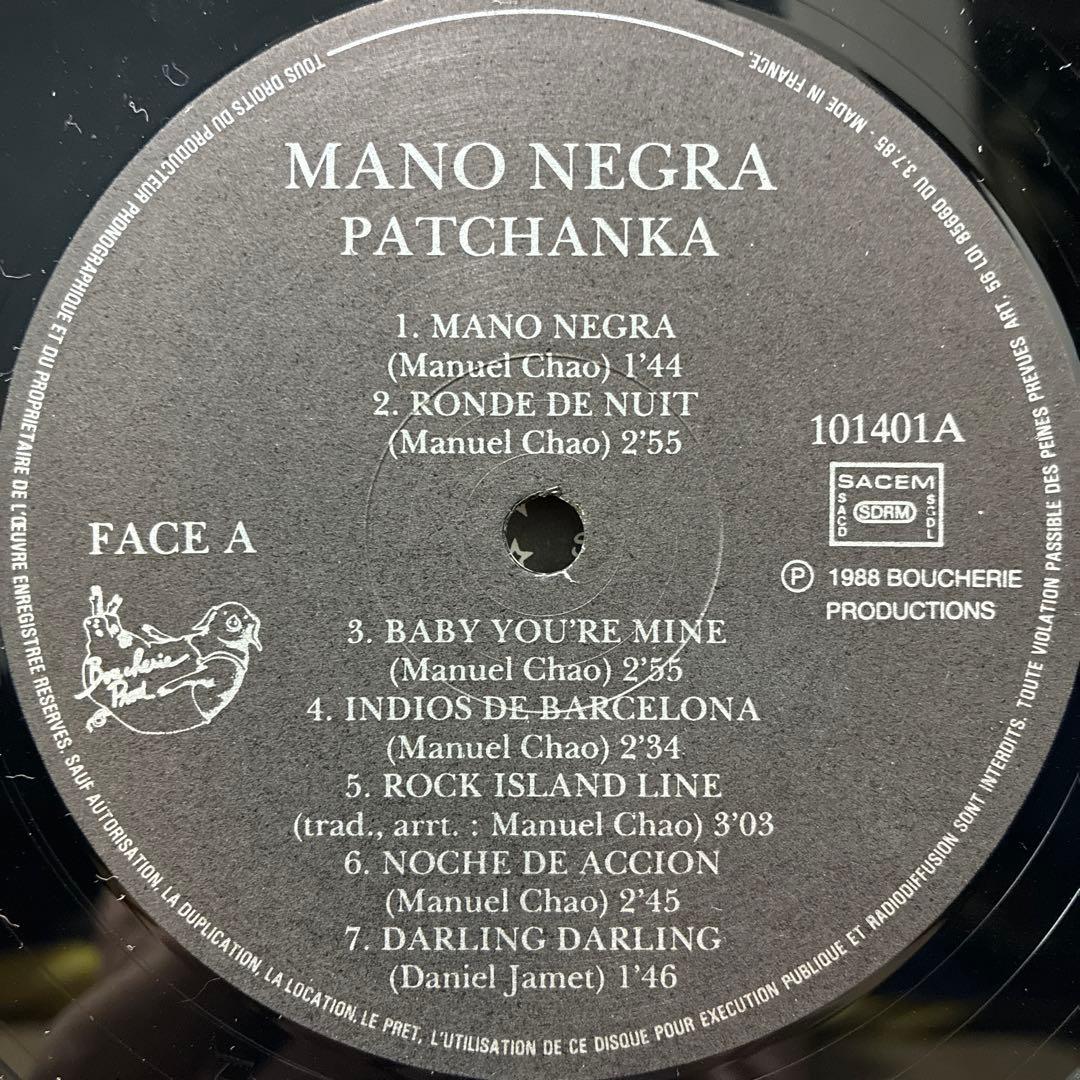 MANO NEGRA
PATCHANKA
1. MANO NEGRA
(Manuel Chao) 1'44
2. RONDE DE NUIT
(Manuel Chao) 2'55
101401A
SACEM
SACD
SDRM
SGDL
FACE A
Ⓟ 1988 BOUCHERIE
PRODUCTIONS
Boucherie
Prod.
3. BABY YOU'RE MINE
(Manuel Chao) 2'55
4. INDIOS DE BARCELONA
(Manuel Chao) 2'34
5. ROCK ISLAND LINE
(trad., arrt. : Manuel Chao) 3'03
6. NOCHE DE ACCION
(Manuel Chao) 2'45
7. DARLING DARLING
(Daniel Jamet) 1'46
TOUS DROITS DU PRODUCTEUR PHONOGRAPHIQUE ET DU PROPRIETAIRE DE L'ŒUVRE ENREGISTREE RESERVES. SAUF AUTORISATION, LA DUPLICATION, LA LOCATION, LE PRET, L'UTILISATION DE CE DISQUE POUR EXECUTION PUBLIQUE ET RADIODIFFUSION SONT INTERDITS. TOUTE VIOLATION PASSIBLE DES PEINES PREVUES ART. 56 LOI 85660 DU 3.7.85 - MADE IN FRANCE.